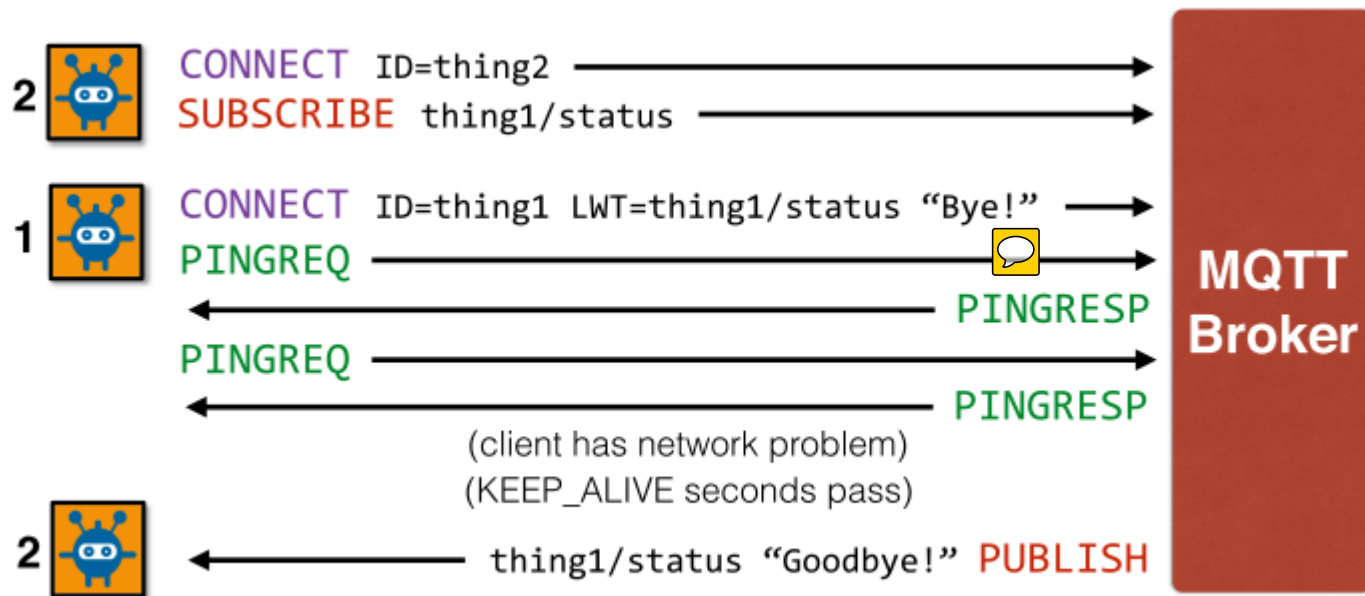 2 CONNECT ID=thing2
SUBSCRIBE thing1/status
1 CONNECT ID=thing1 LWT=thing1/status “Bye!”
PINGREQ
PINGRESP
PINGREQ
PINGRESP
(client has network problem)
(KEEP_ALIVE seconds pass)
2 thing1/status “Goodbye!” PUBLISH
MQTT
Broker